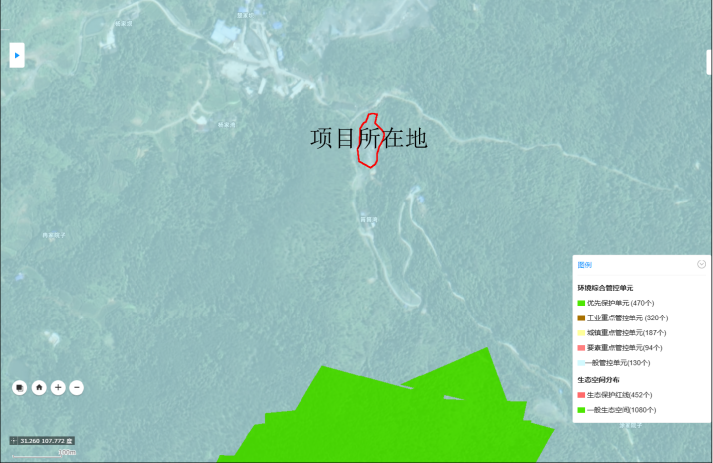 项目所在地
图例
环境综合管控单元
优先保护单元 (470个)
工业重点管控单元 (320个)
城镇重点管控单元(187个)
要素重点管控单元(94个)
一般管控单元(130个)
生态空间分布
生态保护红线(452个)
一般生态空间(1080个)
31.260 107.772 度